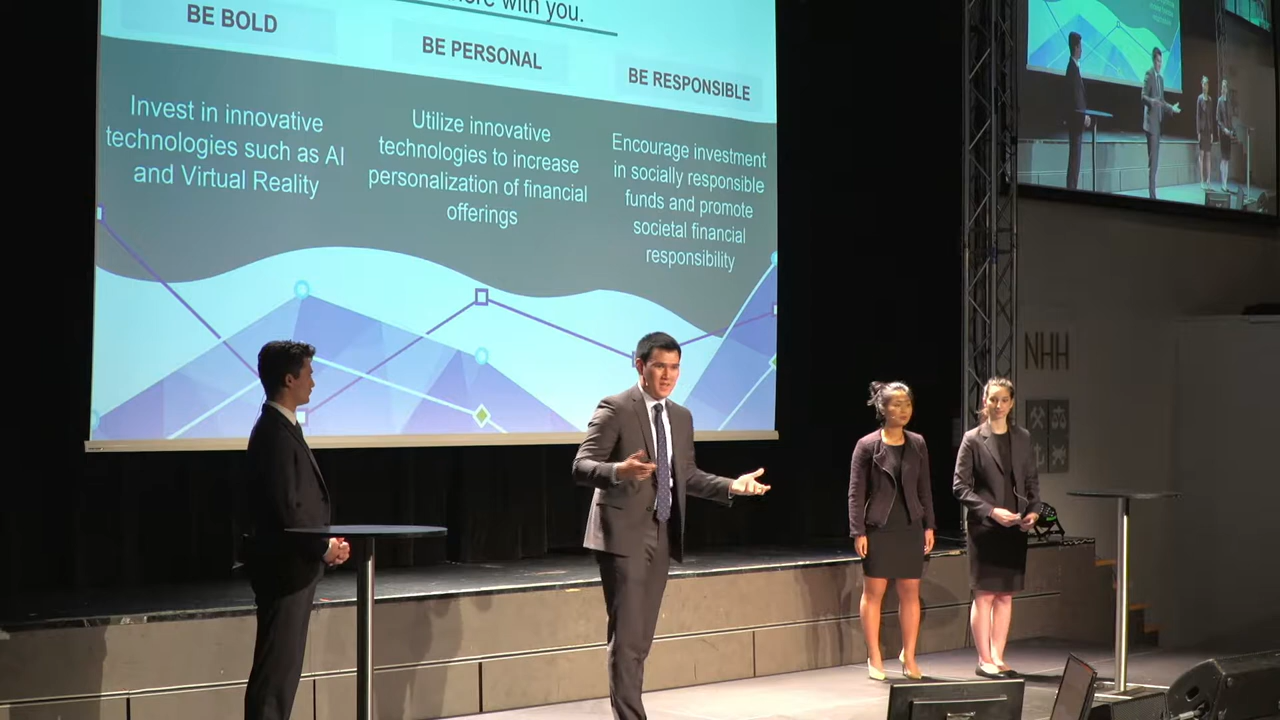 with you.
BE BOLD
BE PERSONAL
BE RESPONSIBLE
Invest in innovative
technologies such as AI
and Virtual Reality
Utilize innovative
technologies to increase
personalization of financial
offerings
Encourage investment
in socially responsible
funds and promote
societal financial
responsibility
NHH